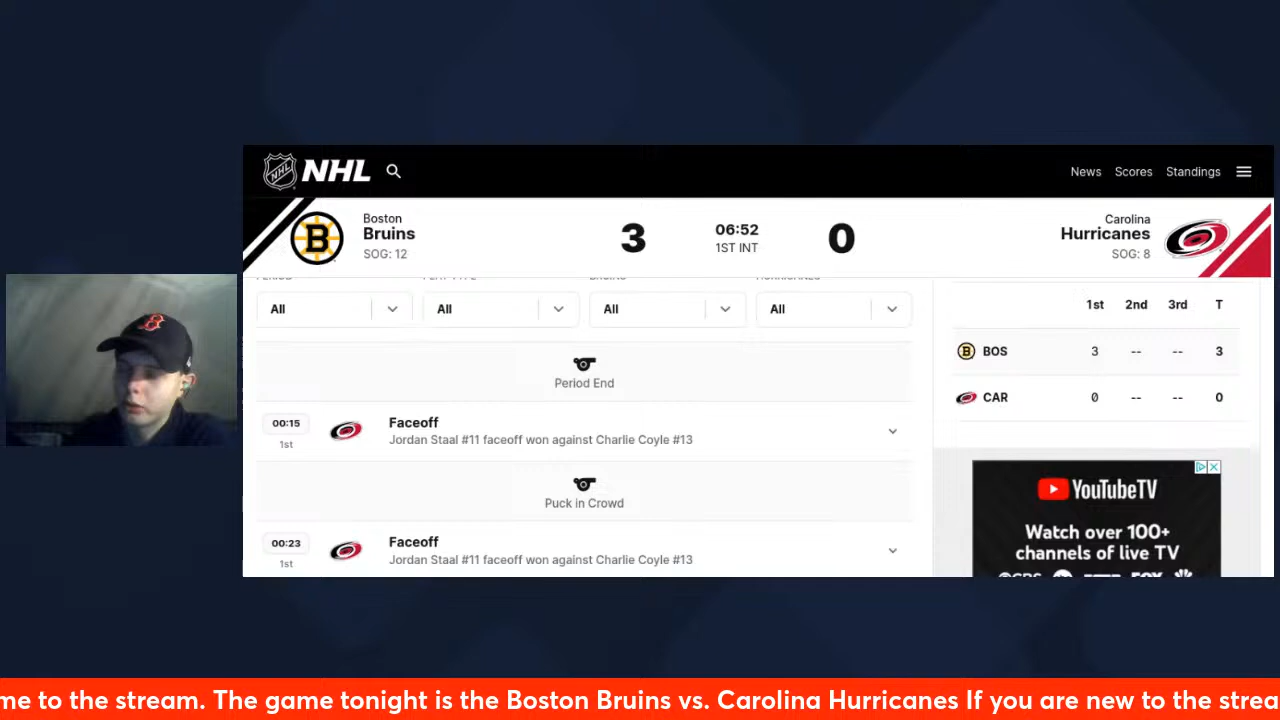 NHL
News Scores Standings
Boston
Bruins
SOG: 12
3
06:52
1ST INT
0
Carolina
Hurricanes
SOG: 8
All
All
All
All
Period End
00:15
1st
Faceoff
Jordan Staal #11 faceoff won against Charlie Coyle #13
Puck in Crowd
00:23
1st
Faceoff
Jordan Staal #11 faceoff won against Charlie Coyle #13
1st 2nd 3rd T
BOS 3 -- -- 3
CAR 0 -- -- 0
YouTubeTV
Watch over 100+
channels of live TV
me to the stream. The game tonight is the Boston Bruins vs. Carolina Hurricanes If you are new to the strea